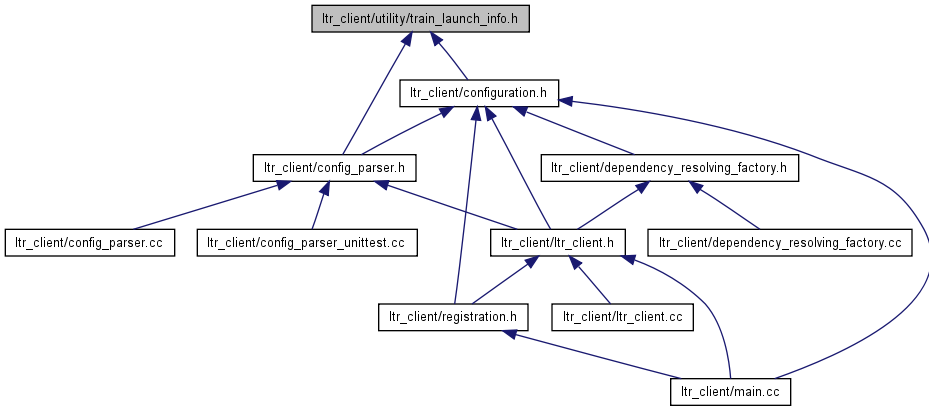 ltr_client/utility/train_launch_info.h
ltr_client/configuration.h
ltr_client/config_parser.h
ltr_client/dependency_resolving_factory.h
ltr_client/config_parser.cc
ltr_client/config_parser_unittest.cc
ltr_client/ltr_client.h
ltr_client/dependency_resolving_factory.cc
ltr_client/registration.h
ltr_client/ltr_client.cc
ltr_client/main.cc